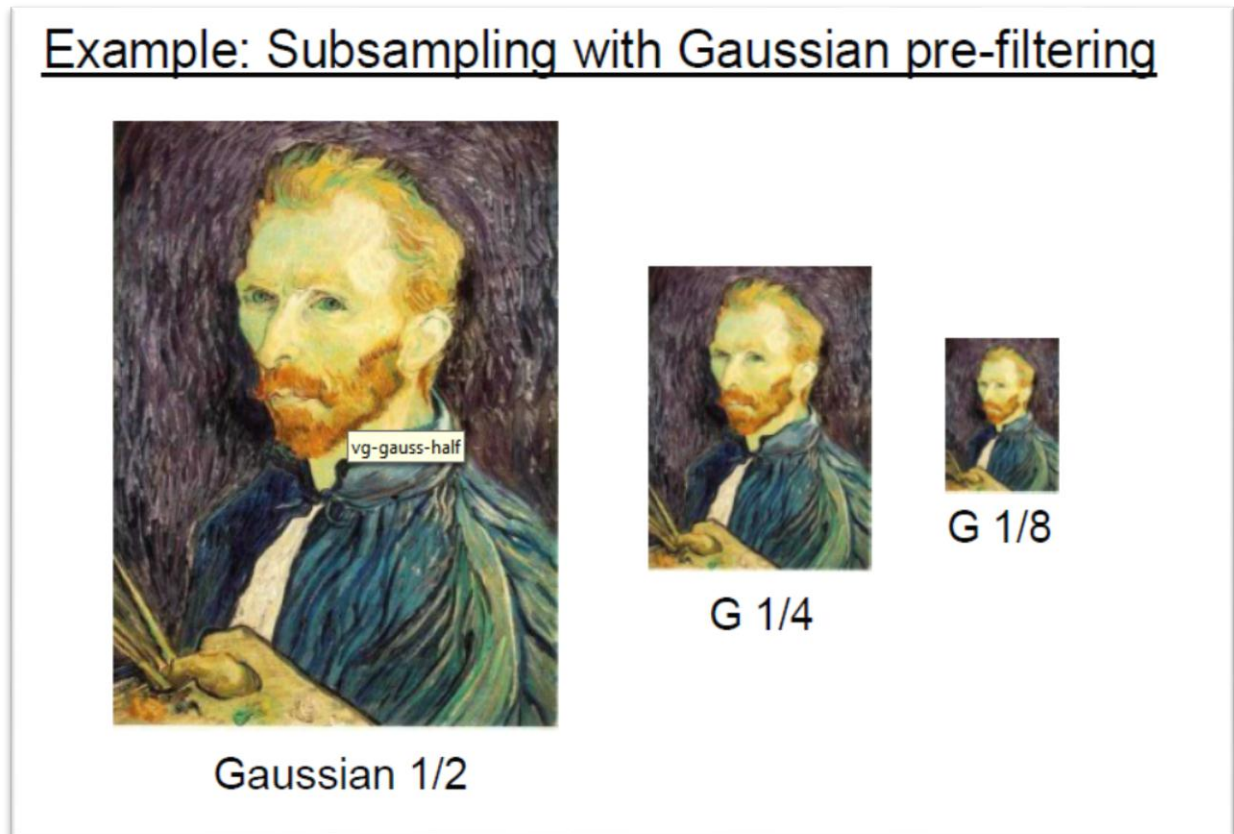 Example: Subsampling with Gaussian pre-filtering
vg-gauss-half
G 1/8
G 1/4
Gaussian 1/2